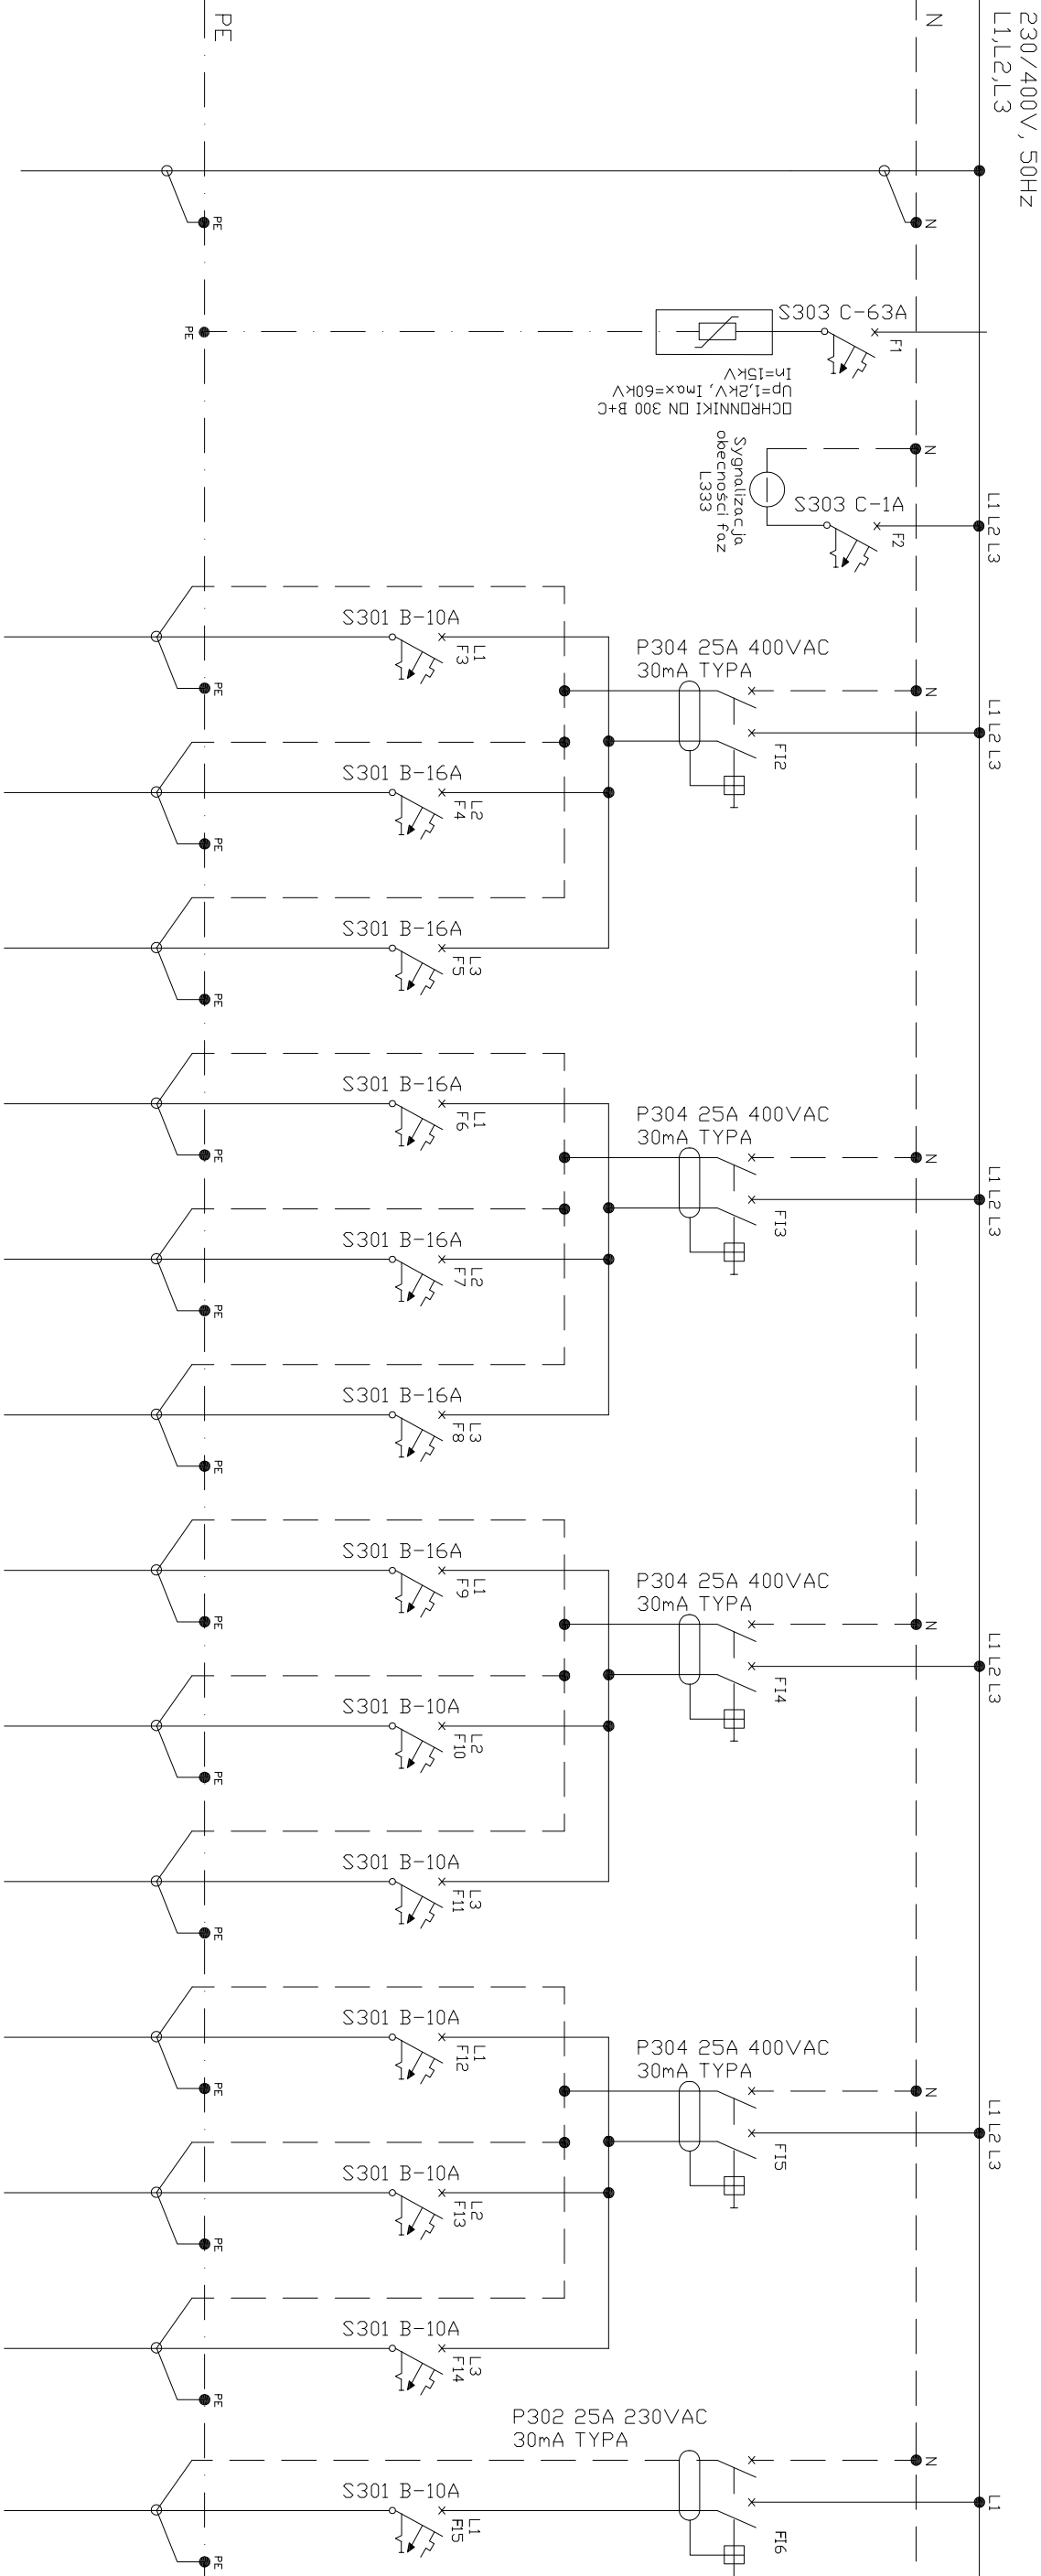 230/400V, 50Hz
L1,L2,L3
N
PE
N
PE
S303 C-63A
F1
PE
OCHRONNIKI ON 300 B+C
Up=1,2kV, Imax=60kV
In=15kV
N
Sygnalizacja
obecności faz
L333
S303 C-1A
F2
L1 L2 L3
S301 B-10A
L1
F3
PE
P304 25A 400VAC
30mA TYPA
N
L1 L2 L3
FI2
S301 B-16A
L2
F4
PE
S301 B-16A
L3
F5
PE
S301 B-16A
L1
F6
PE
P304 25A 400VAC
30mA TYPA
N
L1 L2 L3
FI3
S301 B-16A
L2
F7
PE
S301 B-16A
L3
F8
PE
S301 B-16A
L1
F9
PE
P304 25A 400VAC
30mA TYPA
N
L1 L2 L3
FI4
S301 B-10A
L2
F10
PE
S301 B-10A
L3
F11
PE
S301 B-10A
L1
F12
PE
P304 25A 400VAC
30mA TYPA
N
L1 L2 L3
FI5
S301 B-10A
L2
F13
PE
S301 B-10A
L3
F14
PE
P302 25A 230VAC
30mA TYPA
N
L1
FI6
S301 B-10A
L1
F15
PE